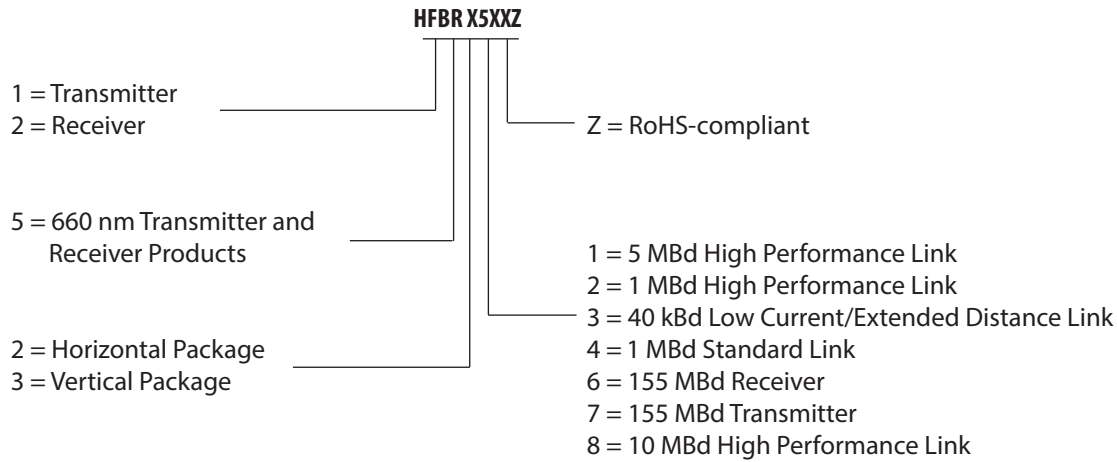 HFBR X5XXZ
1 = Transmitter
2 = Receiver
Z = RoHS-compliant
5 = 660 nm Transmitter and
Receiver Products
1 = 5 MBd High Performance Link
2 = 1 MBd High Performance Link
3 = 40 kBd Low Current/Extended Distance Link
4 = 1 MBd Standard Link
6 = 155 MBd Receiver
7 = 155 MBd Transmitter
8 = 10 MBd High Performance Link
2 = Horizontal Package
3 = Vertical Package